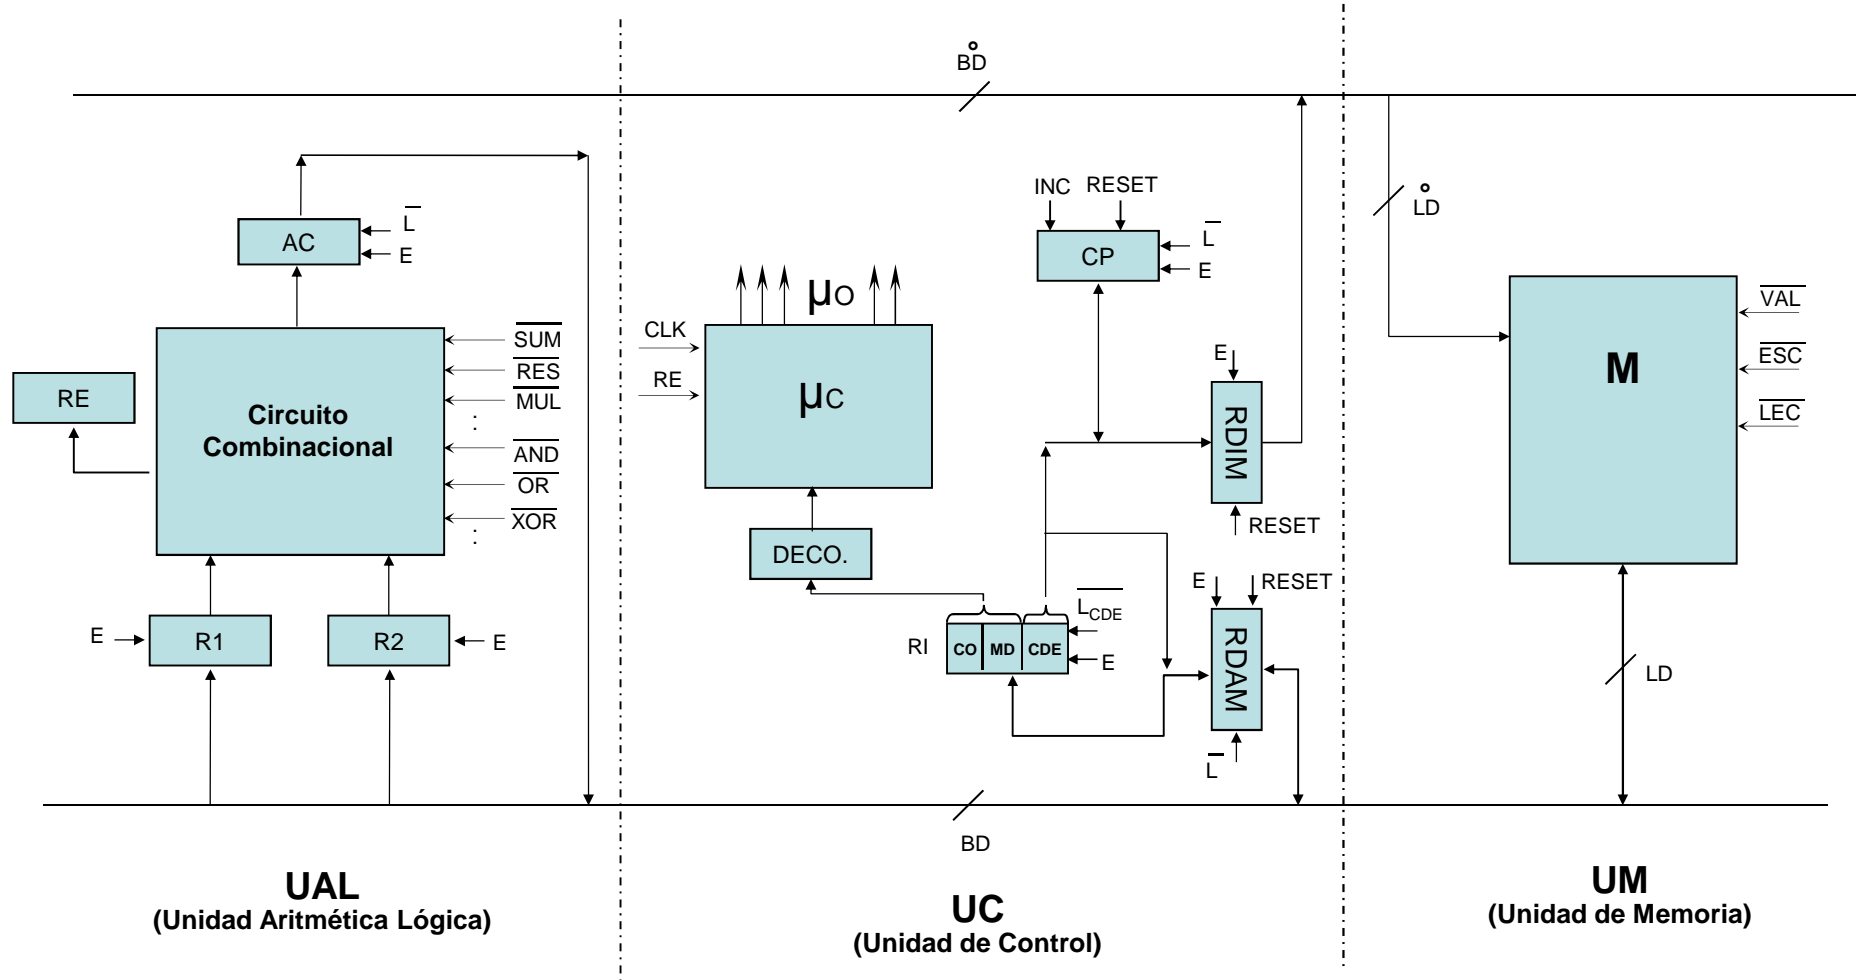 BD
INC RESET
L
E
AC
L
E
CP
LD
VAL
ESC
LEC
M
µO
CLK
RE
µC
SUM
RES
MUL
:
AND
OR
XOR
:
RE
Circuito
Combinacional
E
RDIM
RESET
DECO.
E
RESET
RDAM
L
L CDE
E
RI
CO MD CDE
E
R1
R2
E
LD
BD
UAL
(Unidad Aritmética Lógica)
UC
(Unidad de Control)
UM
(Unidad de Memoria)